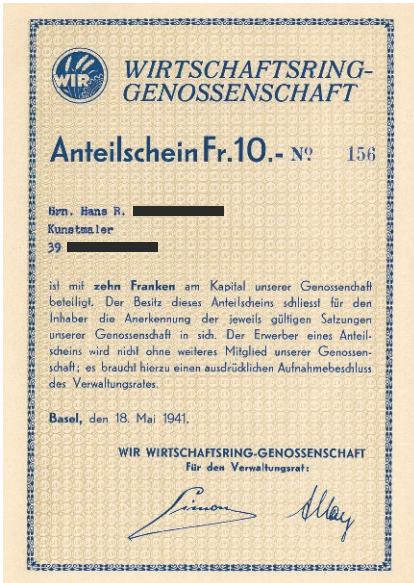 WIR
WIRTSCHAFTSRING-
GENOSSENSCHAFT
Anteilschein Fr.10.- Nº 156
Hrn. Hans R.
Kunstmaler
39
ist mit zehn Franken am Kapital unserer Genossenchaft
beteiligt. Der Besitz dieses Anteilscheins schliesst für den
Inhaber die Anerkennung der jeweils gültigen Satzungen
unserer Genossenschaft in sich. Der Erwerber eines Anteil-
scheins wird nicht ohne weiteres Mitglied unserer Genossen-
schaft; es braucht hierzu einen ausdrücklichen Aufnahmebeschluss
des Verwaltungsrates.
Basel, den 18. Mai 1941.
WIR WIRTSCHAFTSRING-GENOSSENSCHAFT
Für den Verwaltungsrat:
Simon